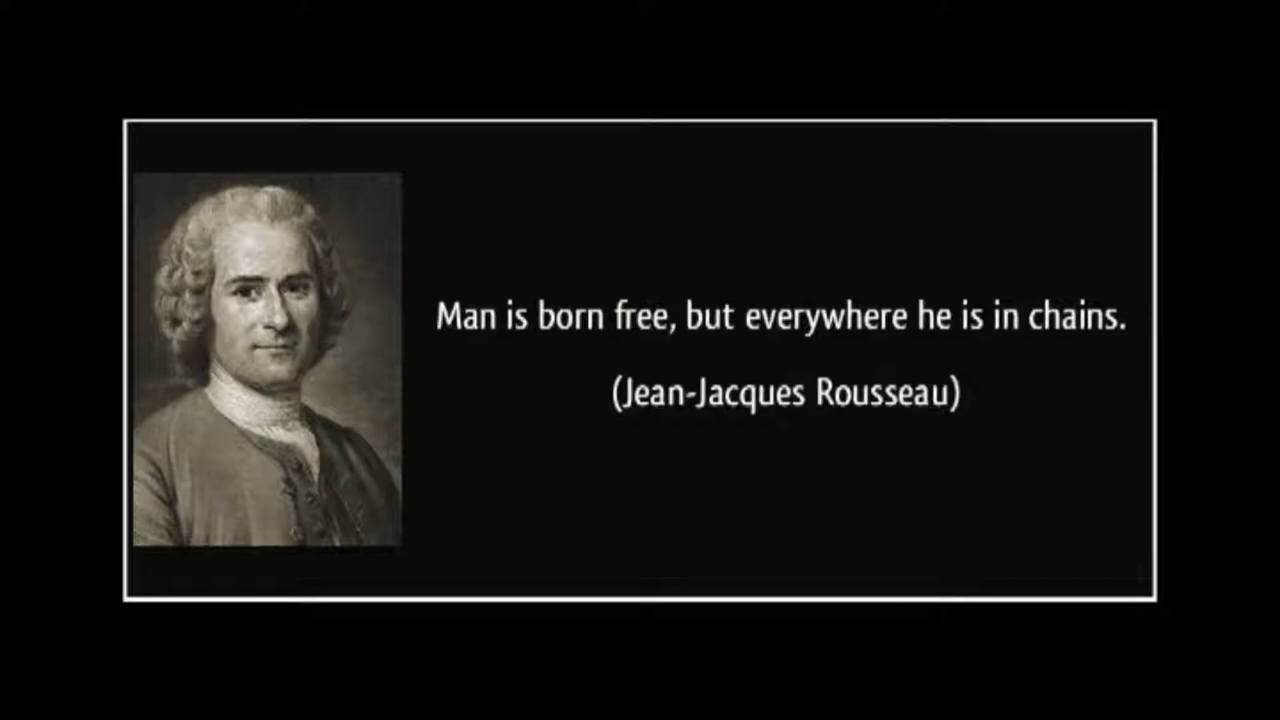 Man is born free, but everywhere he is in chains.
(Jean-Jacques Rousseau)